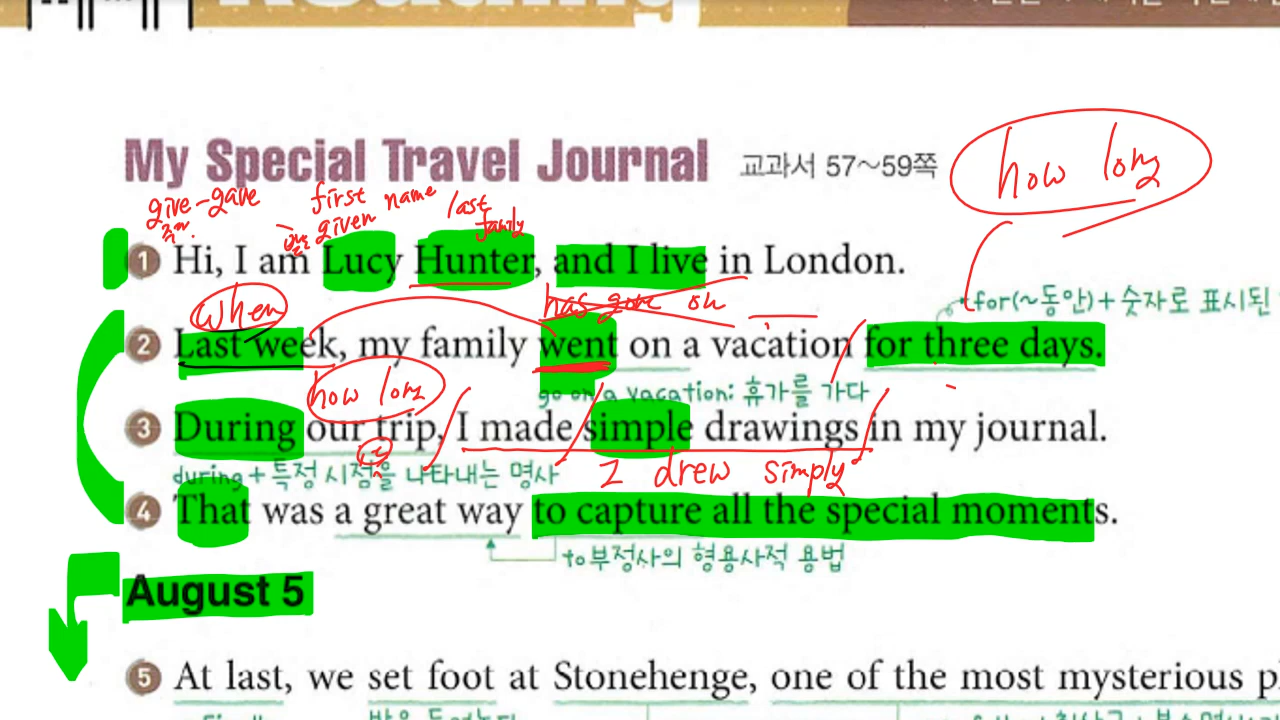 Reading
My Special Travel Journal 교과서 57~59쪽
how long
give-gave first name last
given family
1 Hi, I am Lucy Hunter, and I live in London.
when has gone on for(~동안)+숫자로 표시된
2 Last week, my family went on a vacation for three days.
how long go on a vacation: 휴가를 가다
3 During our trip, I made simple drawings in my journal.
during+특정 시점을 나타내는 명사 I drew simply
4 That was a great way to capture all the special moments.
to부정사의 형용사적 용법
August 5
5 At last, we set foot at Stonehenge, one of the most mysterious